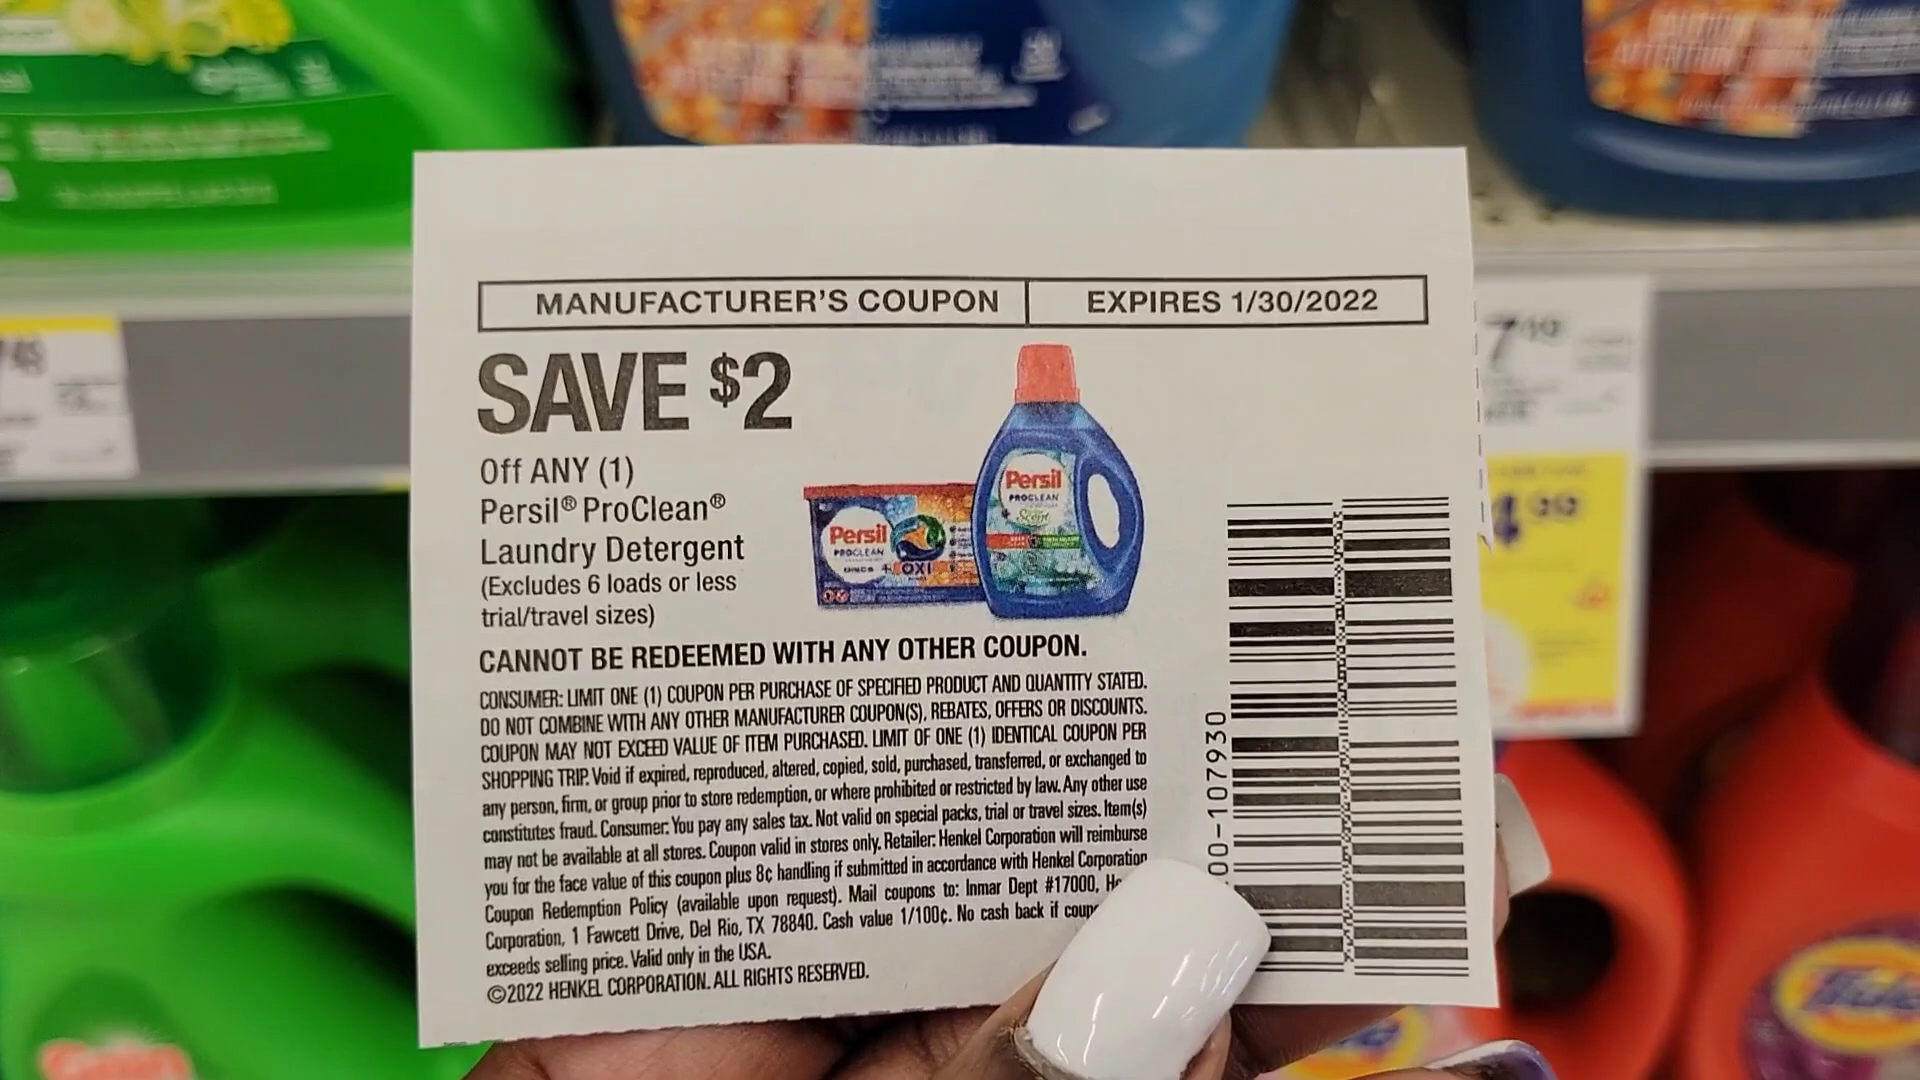 MANUFACTURER'S COUPON EXPIRES 1/30/2022
SAVE $2
Off ANY (1)
Persil® ProClean®
Laundry Detergent
(Excludes 6 loads or less
trial/travel sizes)
Persil
PROCLEAN
DISCS + OXI
Persil
PROCLEAN
Scent
CANNOT BE REDEEMED WITH ANY OTHER COUPON.
CONSUMER: LIMIT ONE (1) COUPON PER PURCHASE OF SPECIFIED PRODUCT AND QUANTITY STATED.
DO NOT COMBINE WITH ANY OTHER MANUFACTURER COUPON(S), REBATES, OFFERS OR DISCOUNTS.
COUPON MAY NOT EXCEED VALUE OF ITEM PURCHASED. LIMIT OF ONE (1) IDENTICAL COUPON PER
SHOPPING TRIP. Void if expired, reproduced, altered, copied, sold, purchased, transferred, or exchanged to
any person, firm, or group prior to store redemption, or where prohibited or restricted by law. Any other use
constitutes fraud. Consumer: You pay any sales tax. Not valid on special packs, trial or travel sizes. Item(s)
may not be available at all stores. Coupon valid in stores only. Retailer: Henkel Corporation will reimburse
you for the face value of this coupon plus 8¢ handling if submitted in accordance with Henkel Corporation
Coupon Redemption Policy (available upon request). Mail coupons to: Inmar Dept #17000,
Corporation, 1 Fawcett Drive, Del Rio, TX 78840. Cash value 1/100¢. No cash back if
exceeds selling price. Valid only in the USA.
©2022 HENKEL CORPORATION. ALL RIGHTS RESERVED.
00-107930
Tide